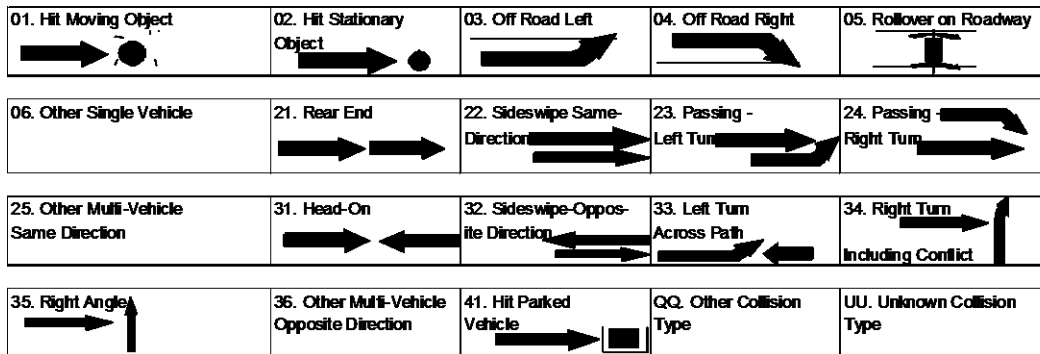 01. Hit Moving Object
02. Hit Stationary
Object
03. Off Road Left
04. Off Road Right
05. Rollover on Roadway
06. Other Single Vehicle
21. Rear End
22. Sideswipe Same-
Direction
23. Passing -
Left Turn
24. Passing -
Right Turn
25. Other Multi-Vehicle
Same Direction
31. Head-On
32. Sideswipe-Oppos-
ite Direction
33. Left Turn
Across Path
34. Right Turn
Including Conflict
35. Right Angle
36. Other Multi-Vehicle
Opposite Direction
41. Hit Parked
Vehicle
QQ. Other Collision
Type
UU. Unknown Collision
Type